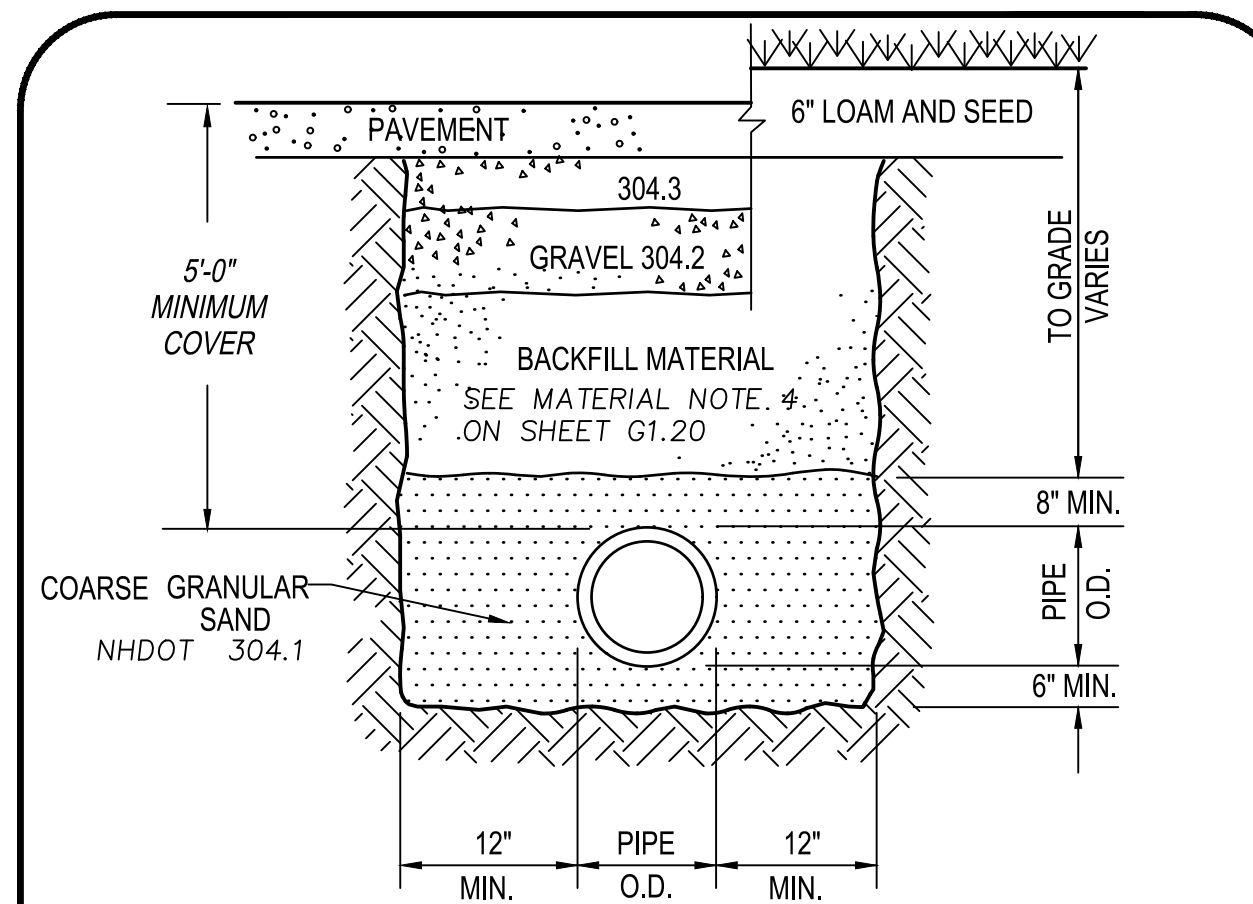 6" LOAM AND SEED
PAVEMENT
304.3
GRAVEL 304.2
5'-0"
MINIMUM
COVER
TO GRADE
VARIES
BACKFILL MATERIAL
SEE MATERIAL NOTE 4
ON SHEET G1.20
8" MIN.
COARSE GRANULAR
SAND
NHDOT 304.1
PIPE
O.D.
6" MIN.
12"
MIN.
PIPE
O.D.
12"
MIN.